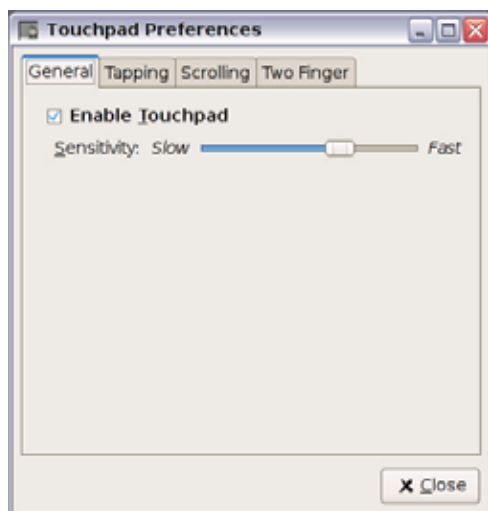 Touchpad Preferences
General Tapping Scrolling Two Finger
Enable Touchpad
Sensitivity: Slow Fast
Close